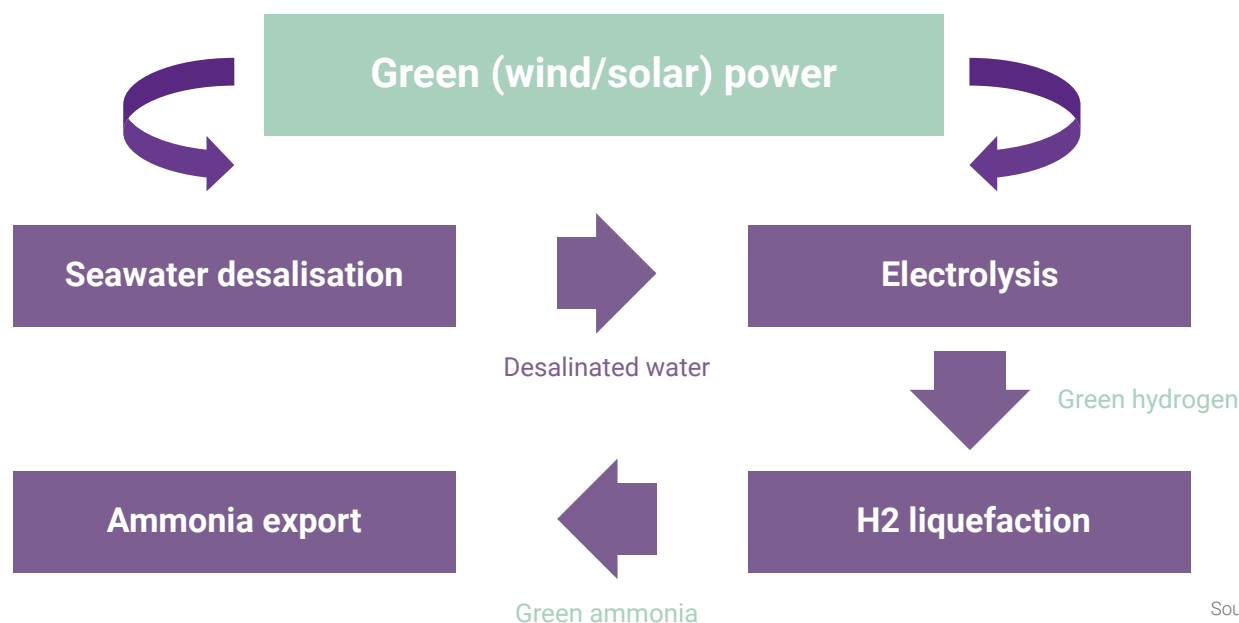 Green (wind/solar) power
Seawater desalisation
Electrolysis
Desalinated water
Green hydrogen
Ammonia export
H2 liquefaction
Green ammonia